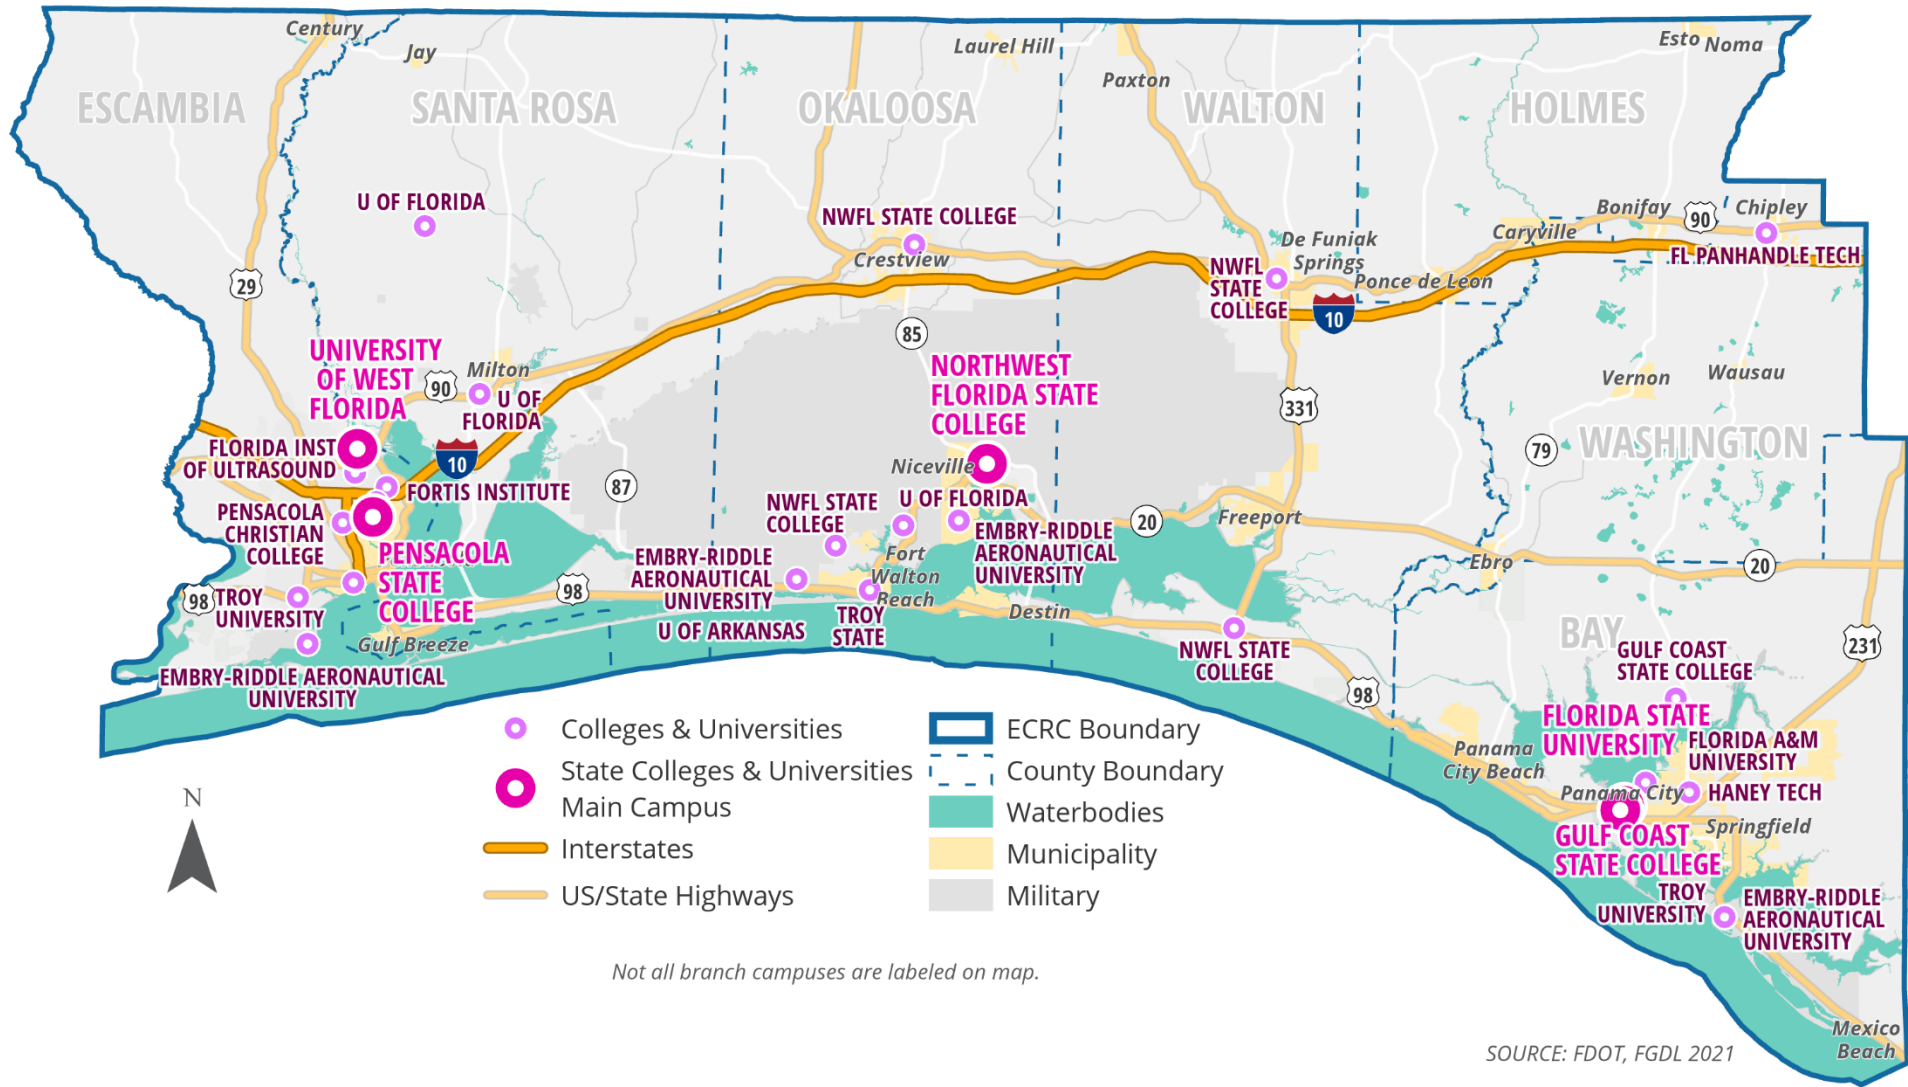 Century
Jay
Laurel Hill
Paxton
Esto
Noma
ESCAMBIA
SANTA ROSA
OKALOOSA
WALTON
HOLMES
U OF FLORIDA
NWFL STATE COLLEGE
Crestview
De Funiak
Springs
Ponce de Leon
Caryville
Bonifay
90
Chipley
FL PANHANDLE TECH
29
NWFL
STATE
COLLEGE
10
85
UNIVERSITY
OF WEST
FLORIDA
90
Milton
U OF
FLORIDA
NORTHWEST
FLORIDA STATE
COLLEGE
331
Vernon
Wausau
79
WASHINGTON
FLORIDA INST
OF ULTRASOUND
10
FORTIS INSTITUTE
87
Niceville
U OF FLORIDA
NWFL STATE
COLLEGE
EMBRY-RIDDLE
AERONAUTICAL
UNIVERSITY
20
Freeport
PENSACOLA
CHRISTIAN
COLLEGE
PENSACOLA
STATE
COLLEGE
EMBRY-RIDDLE
AERONAUTICAL
UNIVERSITY
Fort
Walton
Beach
Ebro
20
98
TROY
UNIVERSITY
98
Destin
U OF ARKANSAS
TROY
STATE
Gulf Breeze
EMBRY-RIDDLE AERONAUTICAL
UNIVERSITY
NWFL STATE
COLLEGE
98
BAY
GULF COAST
STATE COLLEGE
231
FLORIDA STATE
UNIVERSITY
FLORIDA A&M
UNIVERSITY
Panama
City Beach
Panama City
HANEY TECH
Springfield
GULF COAST
STATE COLLEGE
TROY
UNIVERSITY
EMBRY-RIDDLE
AERONAUTICAL
UNIVERSITY
Mexico
Beach
N
Colleges & Universities
State Colleges & Universities
Main Campus
Interstates
US/State Highways
ECRC Boundary
County Boundary
Waterbodies
Municipality
Military
Not all branch campuses are labeled on map.
SOURCE: FDOT, FGDL 2021